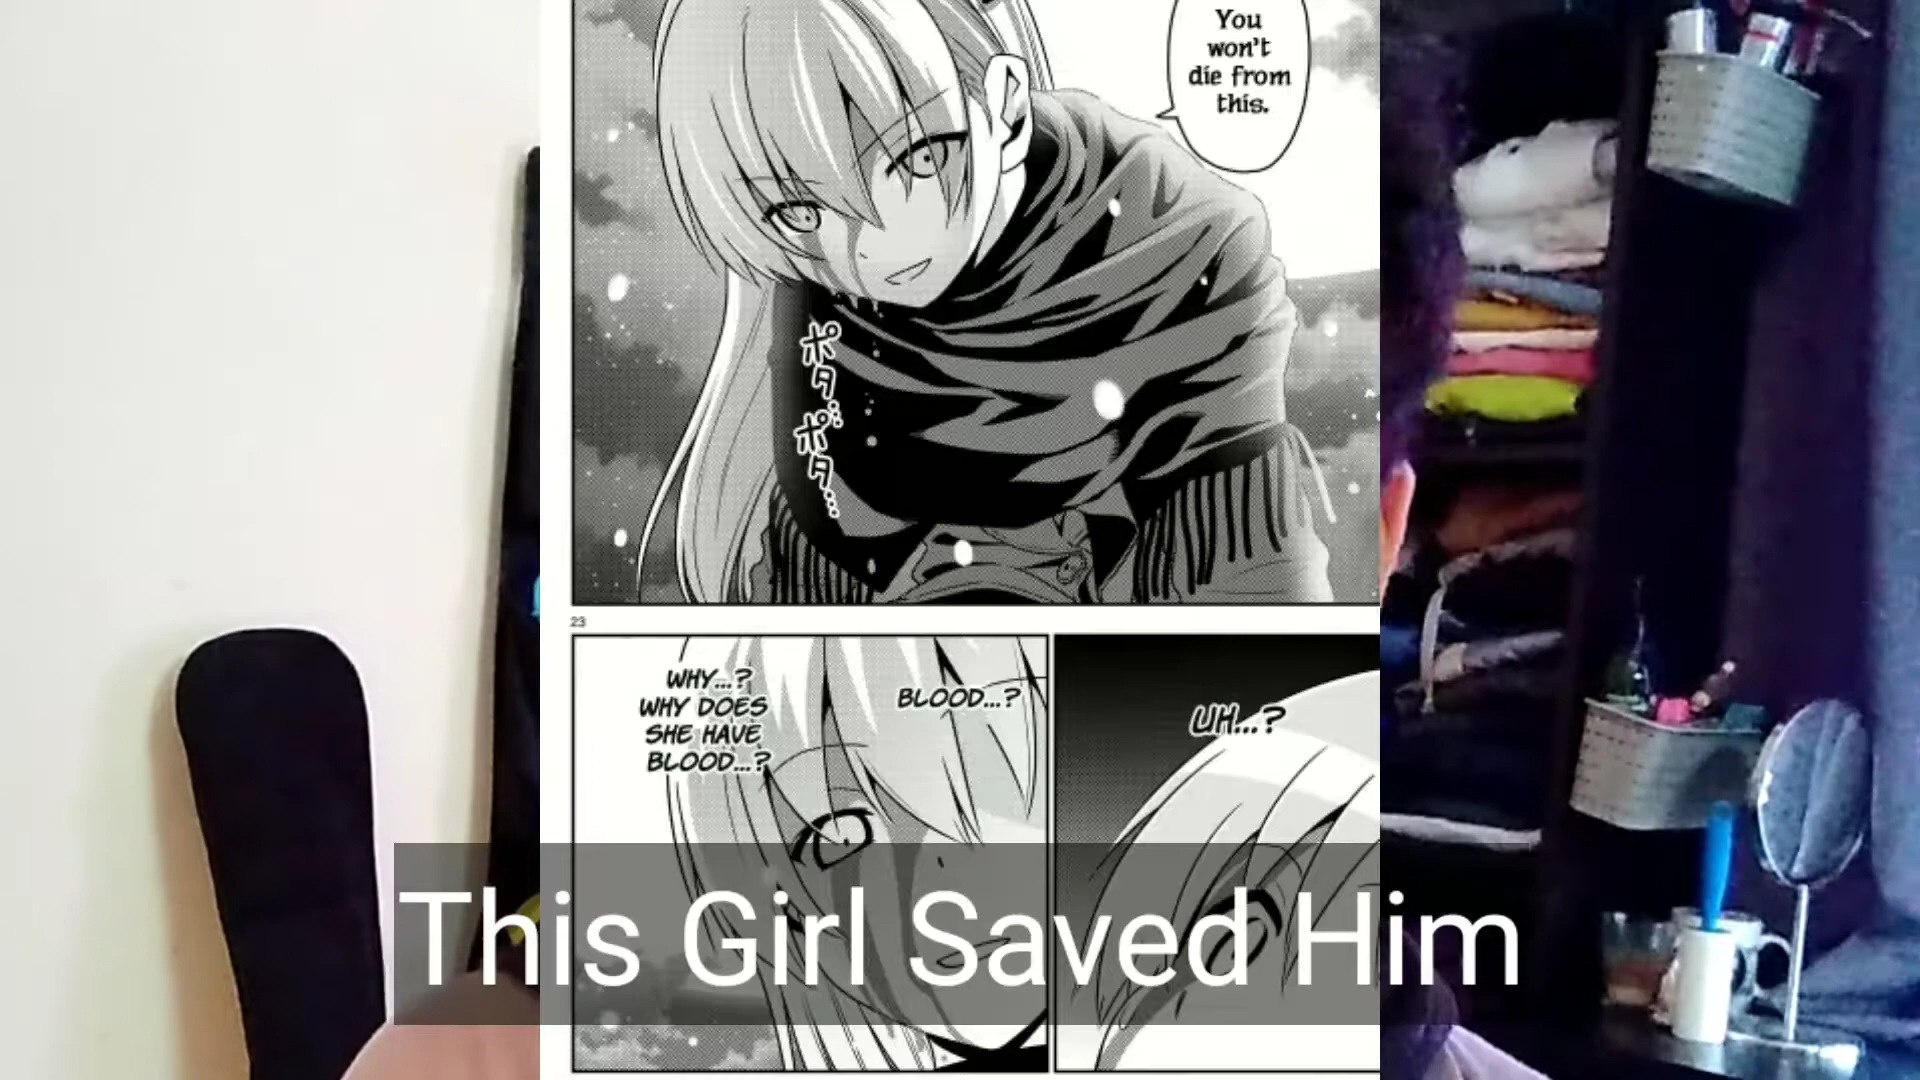 You
won't
die from
this.
ポタ…
ポタ…
23
WHY...?
WHY DOES
SHE HAVE
BLOOD...?
BLOOD...?
UH...?
This Girl Saved Him